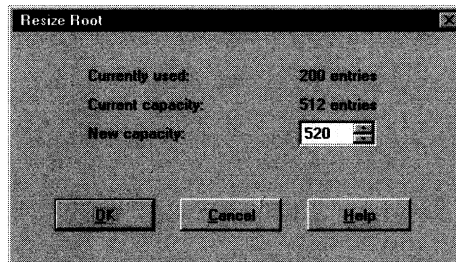 Resize Root
Currently used: 200 entries
Current capacity: 512 entries
New capacity: 520
OK Cancel Help